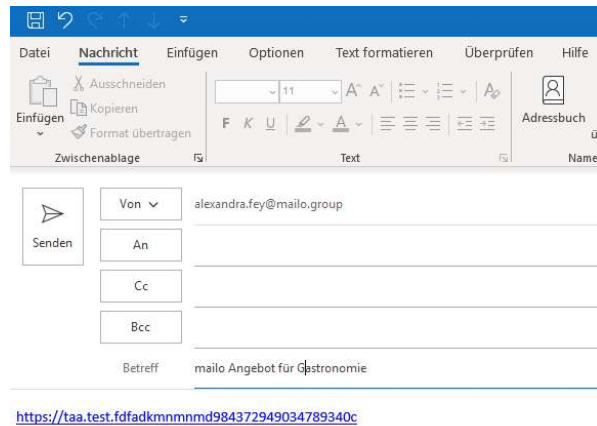 Datei Nachricht Einfügen Optionen Text formatieren Überprüfen Hilfe
Ausschneiden
Kopieren
Format übertragen
Einfügen
11
F K U
Adressbuch
Zwischenablage Text Name
Senden
Von alexandra.fey@mailo.group
An
Cc
Bcc
Betreff mailo Angebot für Gastronomie
https://taa.test.fdfadkmnmnmd984372949034789340c